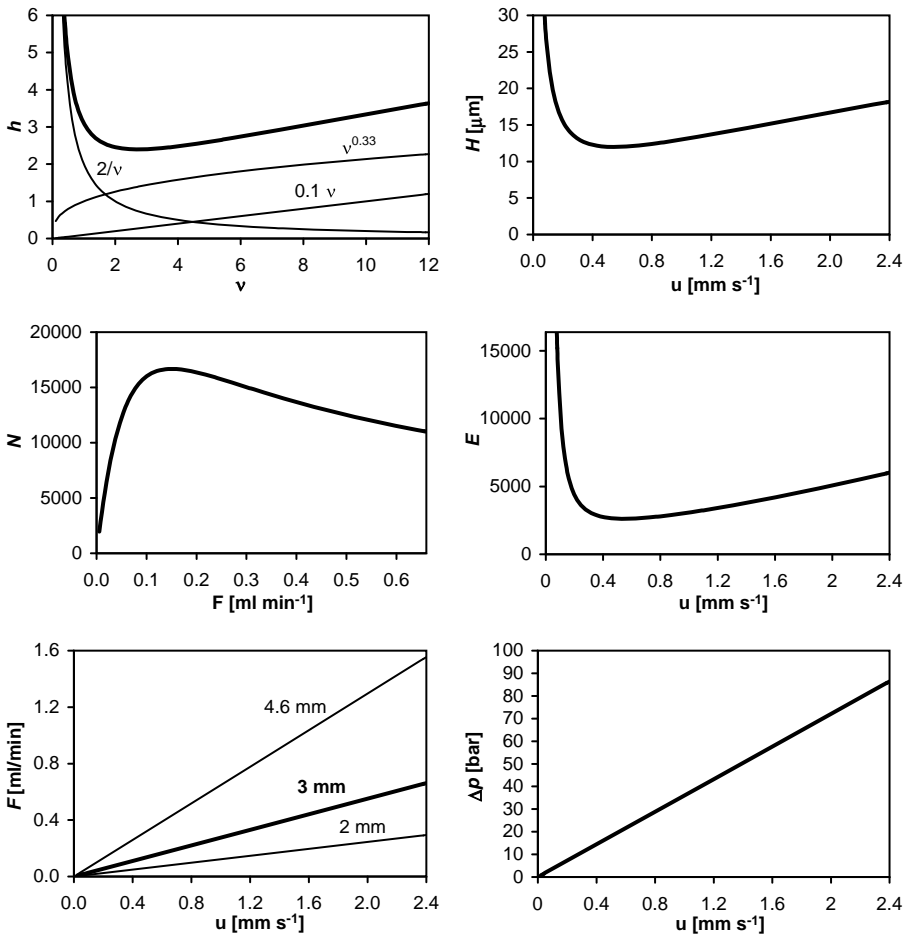 6
5
4
3
2
1
0
h
2/ν
ν0.33
0.1 ν
0 2 4 6 8 10 12
ν
30
25
20
15
10
5
0
H [μm]
0.0 0.4 0.8 1.2 1.6 2.0 2.4
u [mm s-1]
20000
15000
10000
5000
0
N
0.0 0.1 0.2 0.3 0.4 0.5 0.6
F [ml min-1]
15000
10000
5000
0
E
0 0.4 0.8 1.2 1.6 2.0 2.4
u [mm s-1]
1.6
1.2
0.8
0.4
0.0
F [ml/min]
4.6 mm
3 mm
2 mm
0.0 0.4 0.8 1.2 1.6 2.0 2.4
u [mm s-1]
100
90
80
70
60
50
40
30
20
10
0
Δp [bar]
0 0.4 0.8 1.2 1.6 2.0 2.4
u [mm s-1]